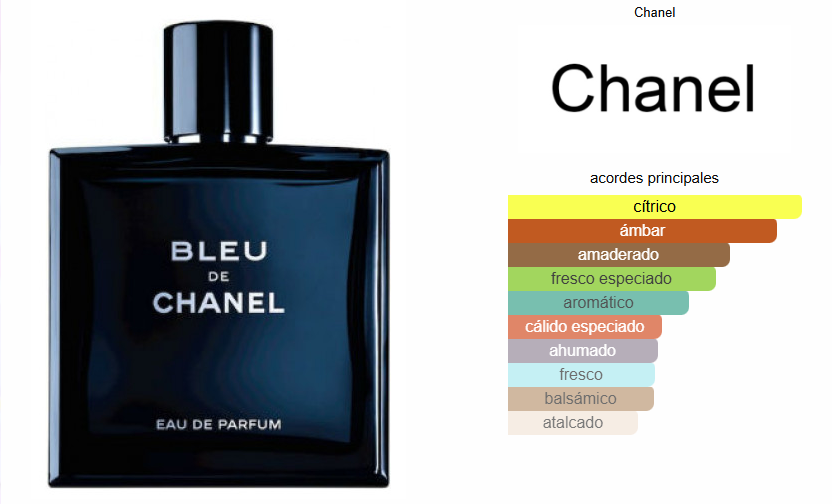 BLEU
DE
CHANEL
EAU DE PARFUM
Chanel
Chanel
acordes principales
cítrico
ámbar
amaderado
fresco especiado
aromático
cálido especiado
ahumado
fresco
balsámico
atalcado